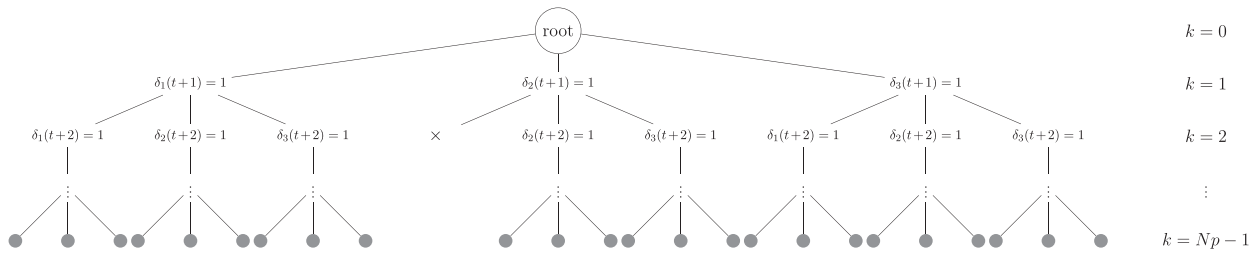 root k = 0
δ₁(t+1) = 1 δ₂(t+1) = 1 δ₃(t+1) = 1 k = 1
δ₁(t+2) = 1 δ₂(t+2) = 1 δ₃(t+2) = 1 × δ₂(t+2) = 1 δ₃(t+2) = 1 δ₁(t+2) = 1 δ₂(t+2) = 1 δ₃(t+2) = 1 k = 2
⋮ ⋮ ⋮ ⋮ ⋮ ⋮ ⋮ ⋮ ⋮
k = Np − 1